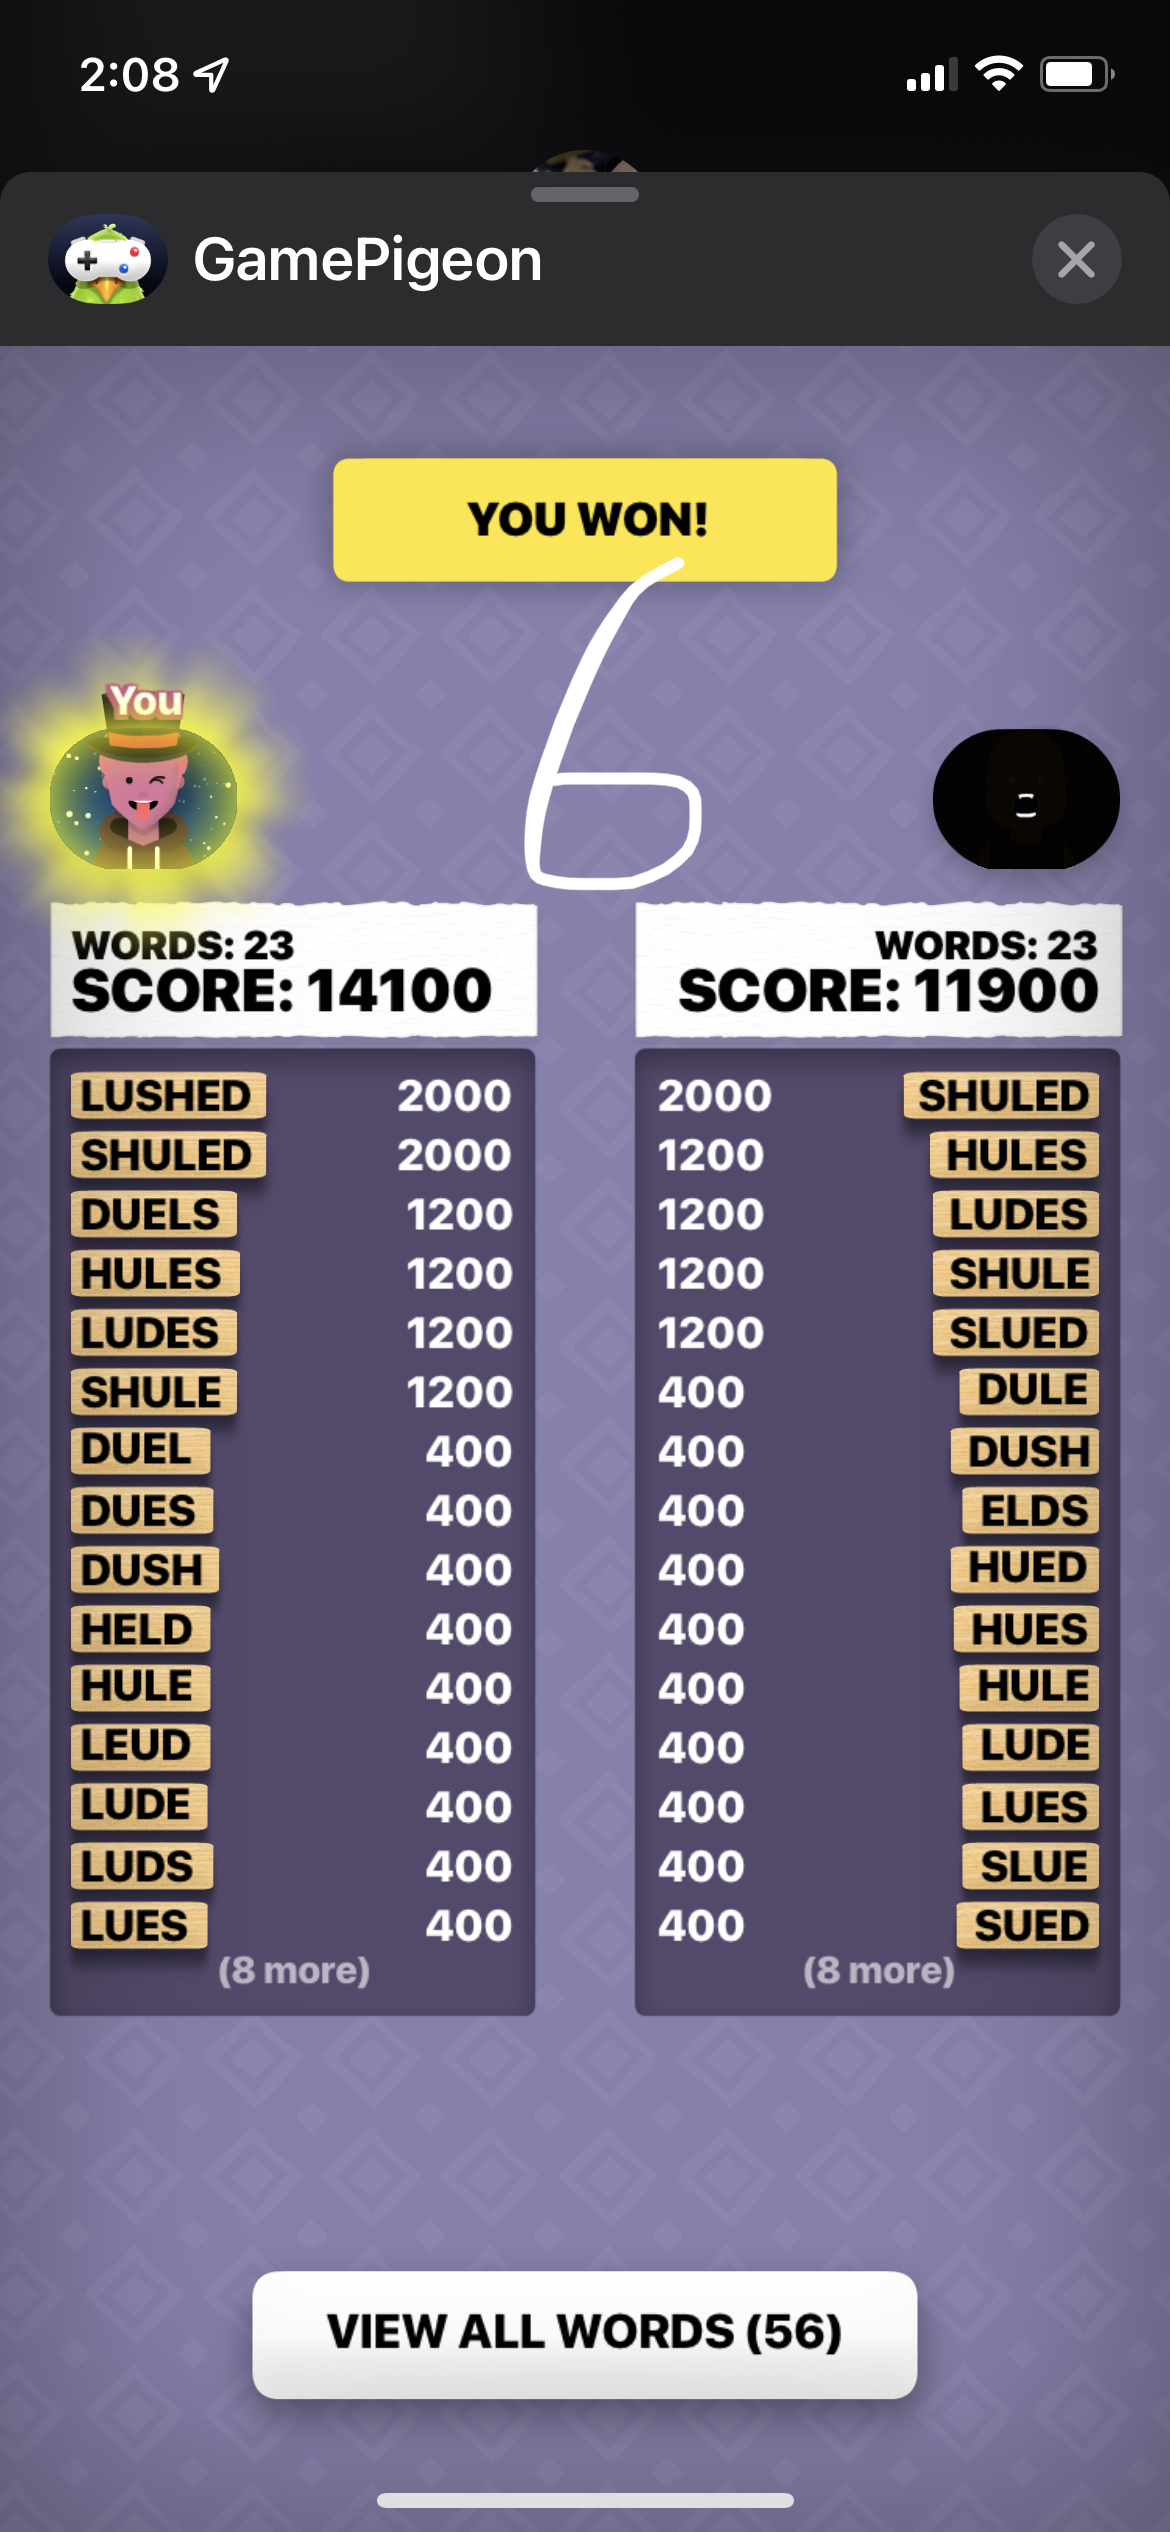 2:08
GamePigeon
YOU WON!
6
You
WORDS: 23
SCORE: 14100
WORDS: 23
SCORE: 11900
LUSHED 2000
SHULED 2000
DUELS 1200
HULES 1200
LUDES 1200
SHULE 1200
DUEL 400
DUES 400
DUSH 400
HELD 400
HULE 400
LEUD 400
LUDE 400
LUDS 400
LUES 400
(8 more)
2000 SHULED
1200 HULES
1200 LUDES
1200 SHULE
1200 SLUED
400 DULE
400 DUSH
400 ELDS
400 HUED
400 HUES
400 HULE
400 LUDE
400 LUES
400 SLUE
400 SUED
(8 more)
VIEW ALL WORDS (56)